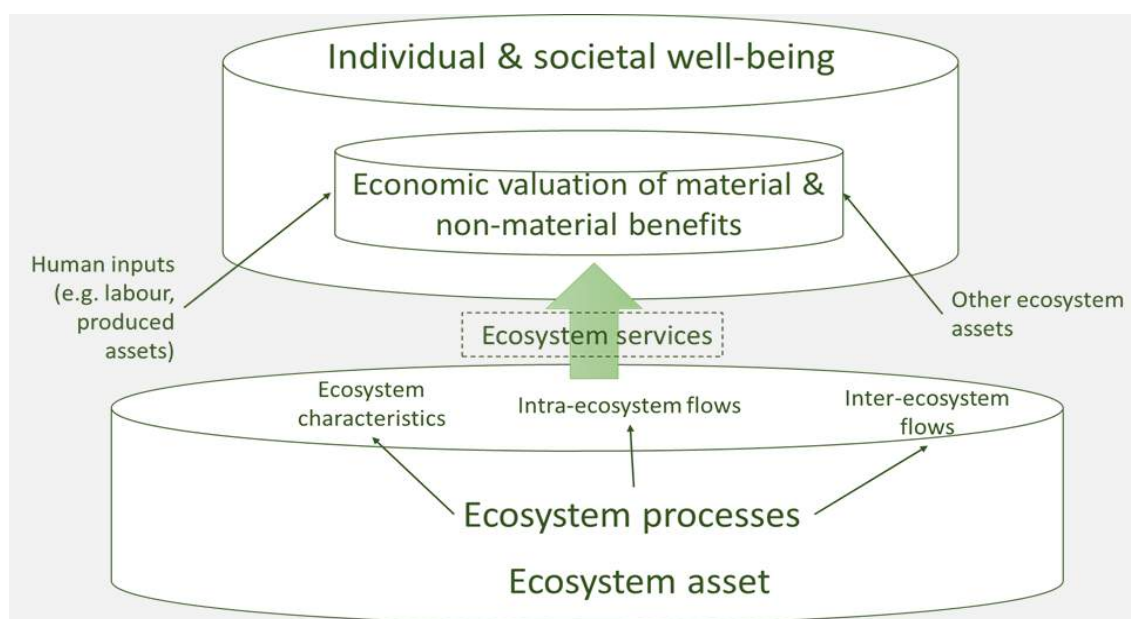 Individual & societal well-being
Economic valuation of material &
non-material benefits
Human inputs
(e.g. labour,
produced
assets)
Other ecosystem
assets
Ecosystem services
Ecosystem
characteristics
Intra-ecosystem flows
Inter-ecosystem
flows
Ecosystem processes
Ecosystem asset